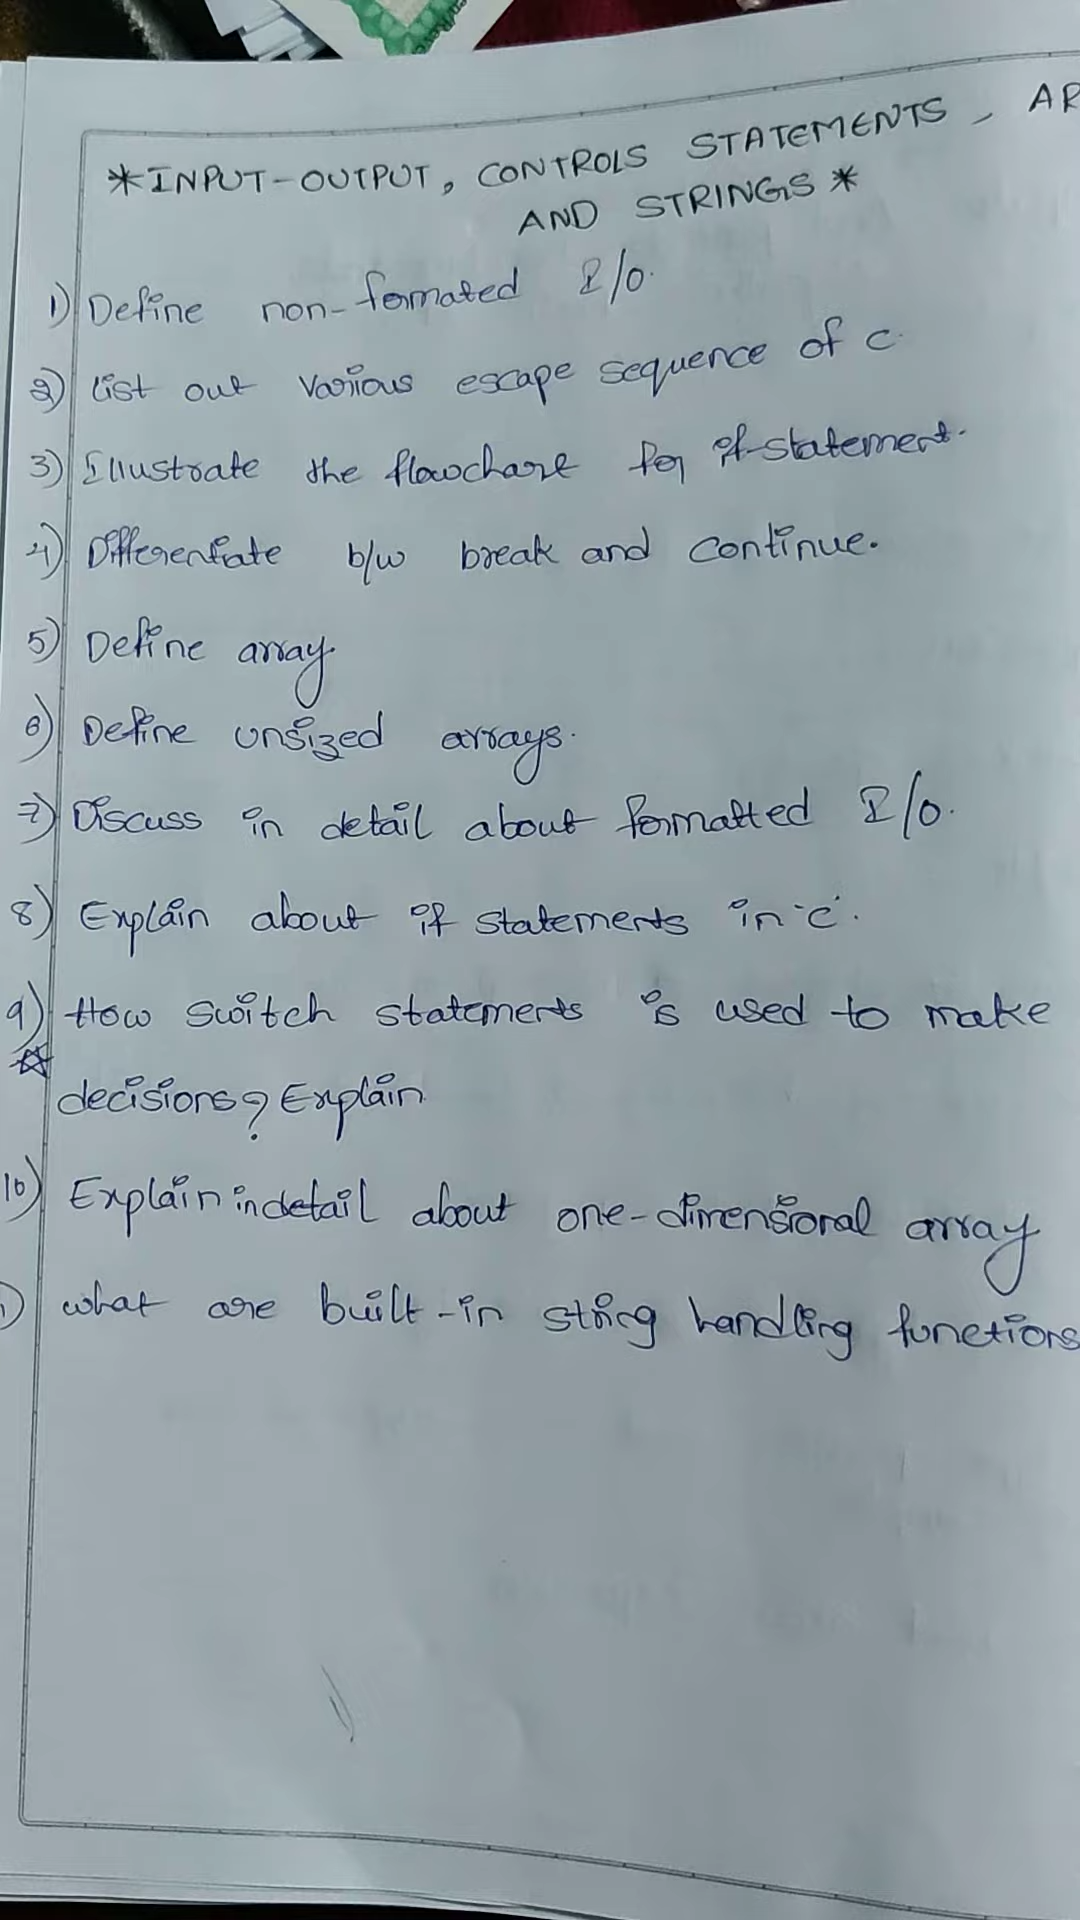 *INPUT-OUTPUT, CONTROLS STATEMENTS, AR
AND STRINGS *
1) Define non-formated I/O.
2) list out various escape sequence of c.
3) Illustrate the flowchart for if-statement.
4) Differentiate b/w break and continue.
5) Define array.
6) Define unsized arrays.
7) Discuss in detail about formatted I/O.
8) Explain about if statements in 'c'.
9) How switch statements is used to make
decisions? Explain
10) Explain in detail about one-dimensional array
) what are built-in string handling functions